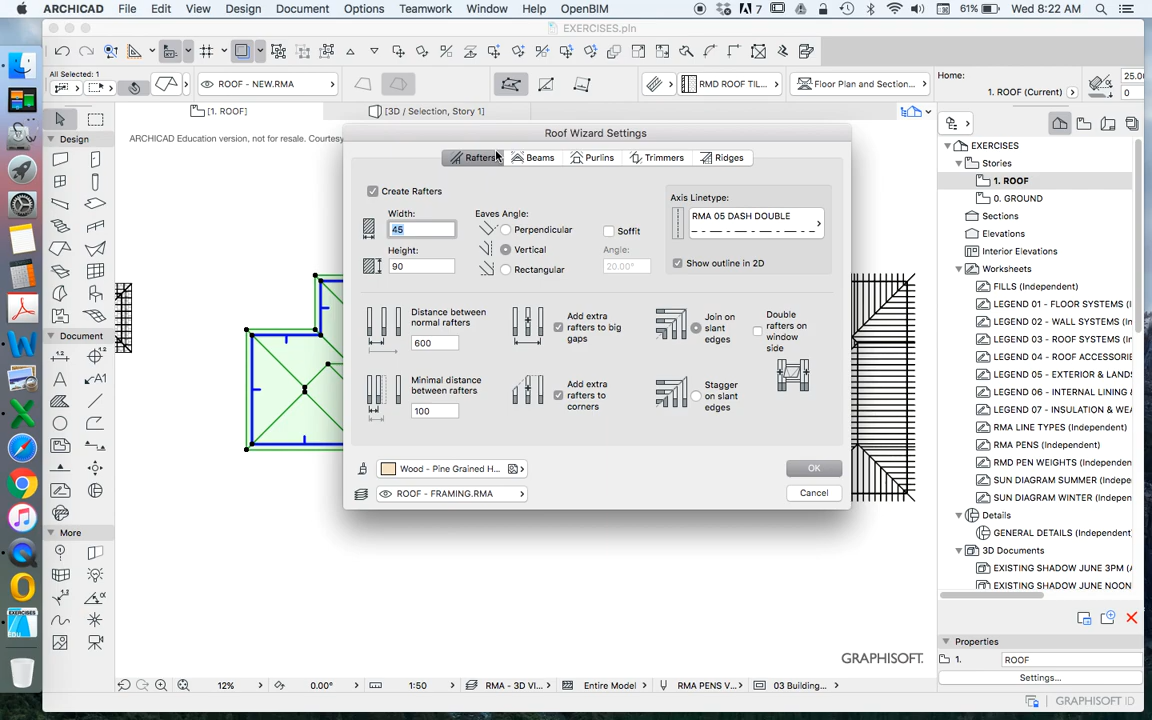 ARCHICAD File Edit View Design Document Options Teamwork Window Help OpenBIM 7 61% Wed 8:22 AM
EXERCISES.pln
All Selected: 1
ROOF - NEW.RMA
RMD ROOF TIL...
Floor Plan and Section...
Home:
1. ROOF (Current)
25.00
0
[1. ROOF]
[3D / Selection, Story 1]
ARCHICAD Education version, not for resale. Courtesy
Design
Document
More
Roof Wizard Settings
Rafters Beams Purlins Trimmers Ridges
Create Rafters
Width:
45
Height:
90
Eaves Angle:
Perpendicular
Vertical
Rectangular
Soffit
Angle:
20.00°
Axis Linetype:
RMA 05 DASH DOUBLE
Show outline in 2D
Distance between
normal rafters
600
Add extra
rafters to big
gaps
Join on
slant
edges
Double
rafters on
window
side
Minimal distance
between rafters
100
Add extra
rafters to
corners
Stagger
on slant
edges
Wood - Pine Grained H...
ROOF - FRAMING.RMA
OK
Cancel
EXERCISES
Stories
1. ROOF
0. GROUND
Sections
Elevations
Interior Elevations
Worksheets
FILLS (Independent)
LEGEND 01 - FLOOR SYSTEMS (
LEGEND 02 - WALL SYSTEMS (I
LEGEND 03 - ROOF SYSTEMS (I
LEGEND 04 - ROOF ACCESSORIE
LEGEND 05 - EXTERIOR & LAND
LEGEND 06 - INTERNAL LINING
LEGEND 07 - INSULATION & WEA
RMA LINE TYPES (Independent)
RMA PENS (Independent)
RMD PEN WEIGHTS (Independen
SUN DIAGRAM SUMMER (Indepe
SUN DIAGRAM WINTER (Indepen
Details
GENERAL DETAILS (Independent)
3D Documents
EXISTING SHADOW JUNE 3PM (A
EXISTING SHADOW JUNE NOON
Properties
1. ROOF
Settings...
GRAPHISOFT.
12% 0.00° 1:50 RMA - 3D VI... Entire Model RMA PENS V... 03 Building...
GRAPHISOFT ID